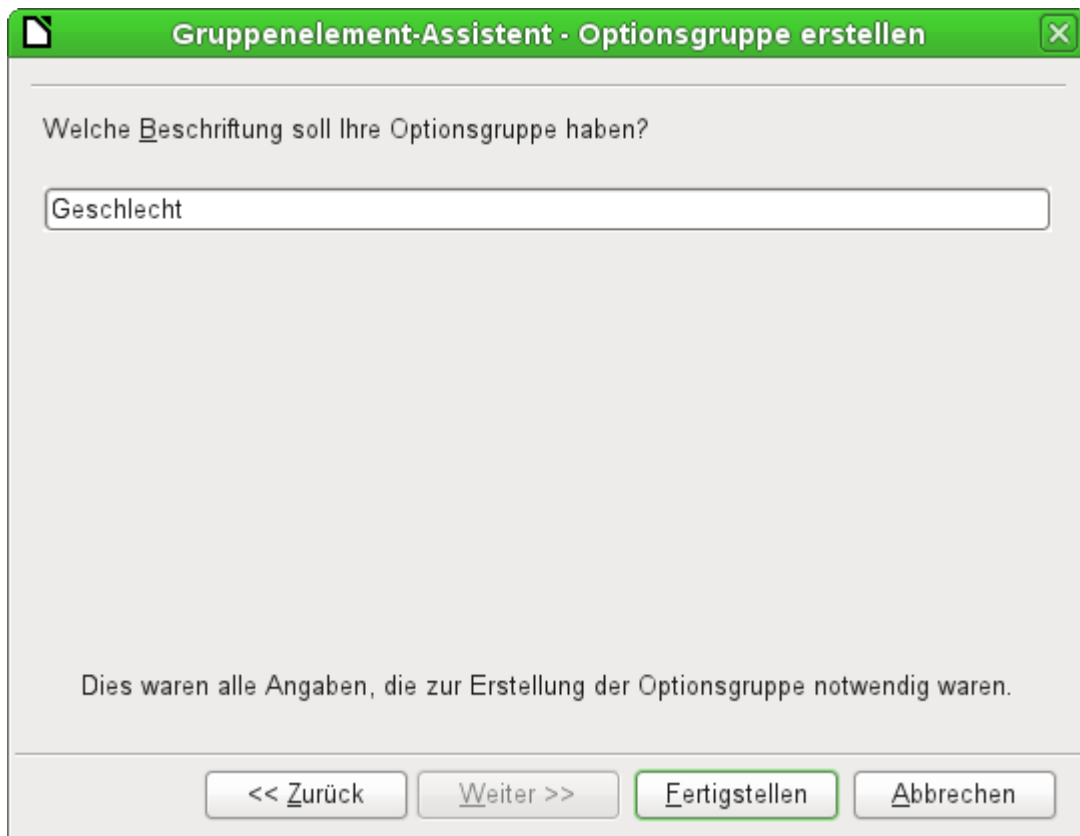 Gruppenelement-Assistent - Optionsgruppe erstellen
Welche Beschriftung soll Ihre Optionsgruppe haben?
Geschlecht
Dies waren alle Angaben, die zur Erstellung der Optionsgruppe notwendig waren.
<< Zurück Weiter >> Fertigstellen Abbrechen